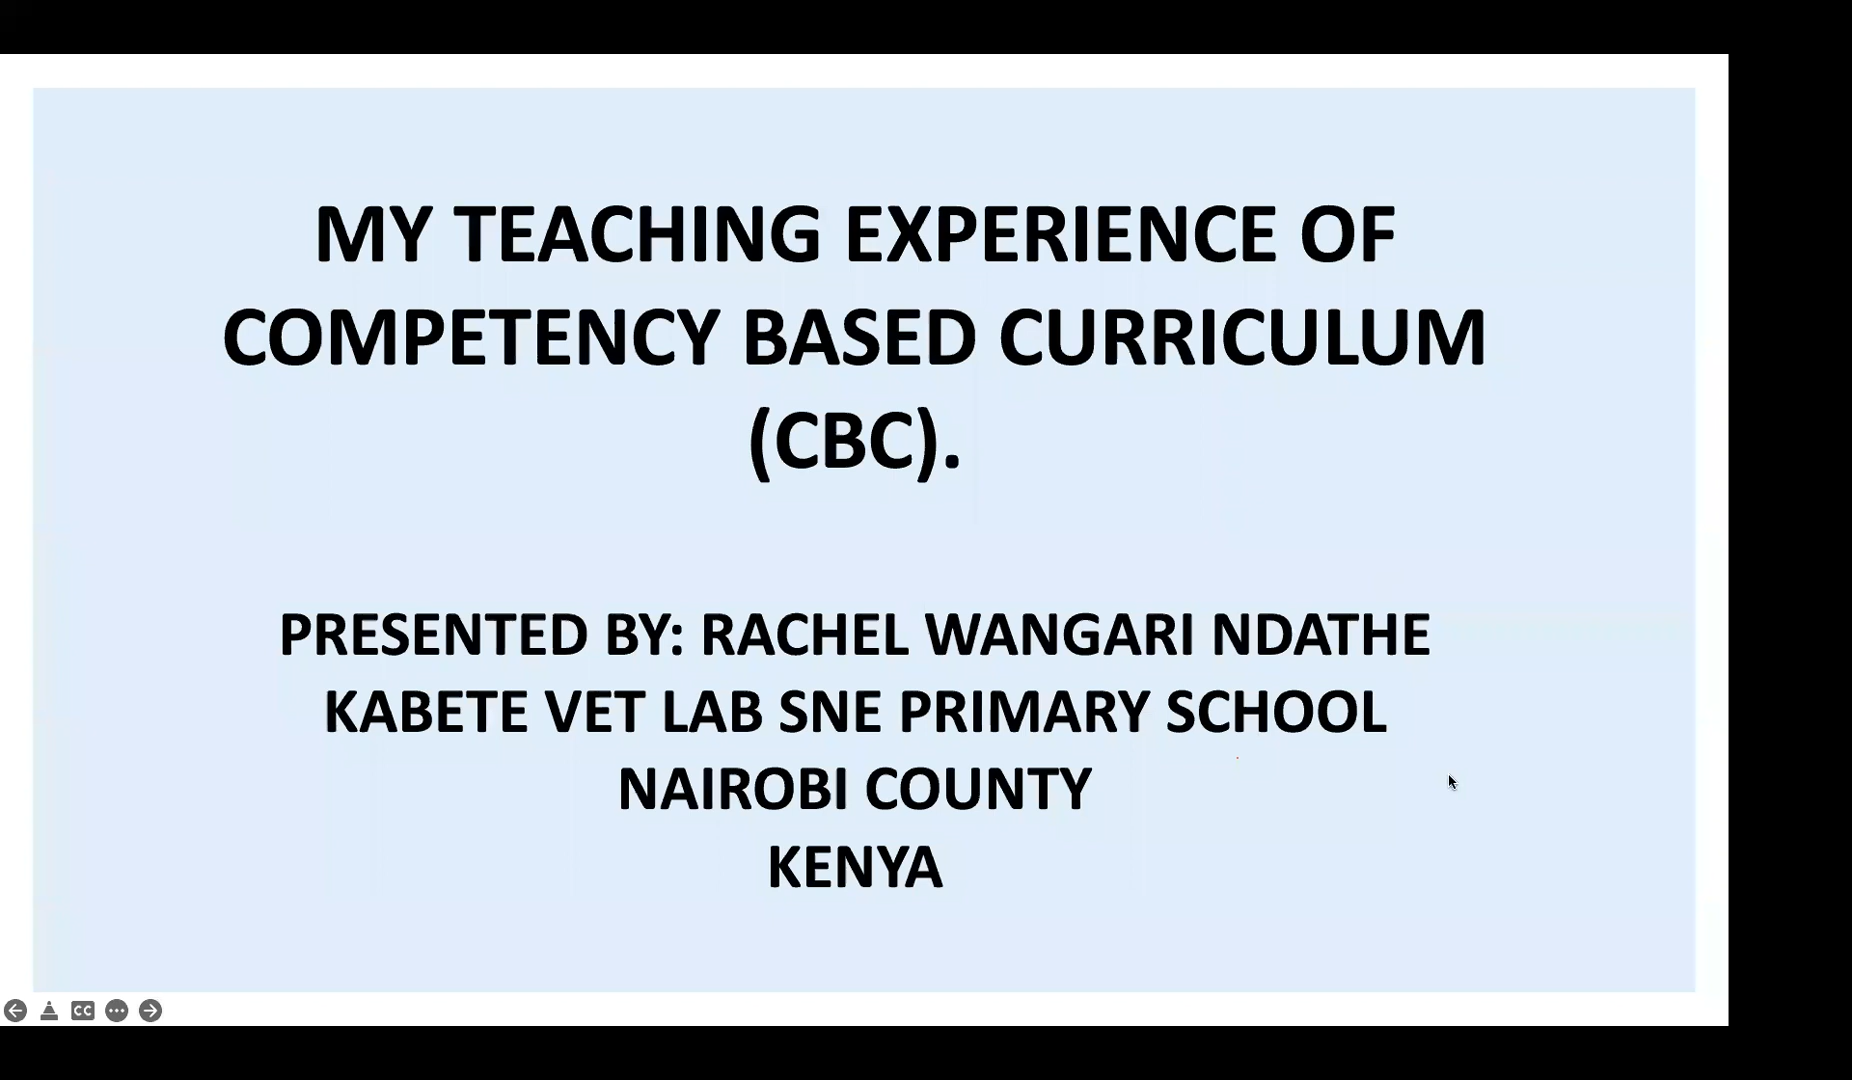 MY TEACHING EXPERIENCE OF
COMPETENCY BASED CURRICULUM
(CBC).
PRESENTED BY: RACHEL WANGARI NDATHE
KABETE VET LAB SNE PRIMARY SCHOOL
NAIROBI COUNTY
KENYA
CC